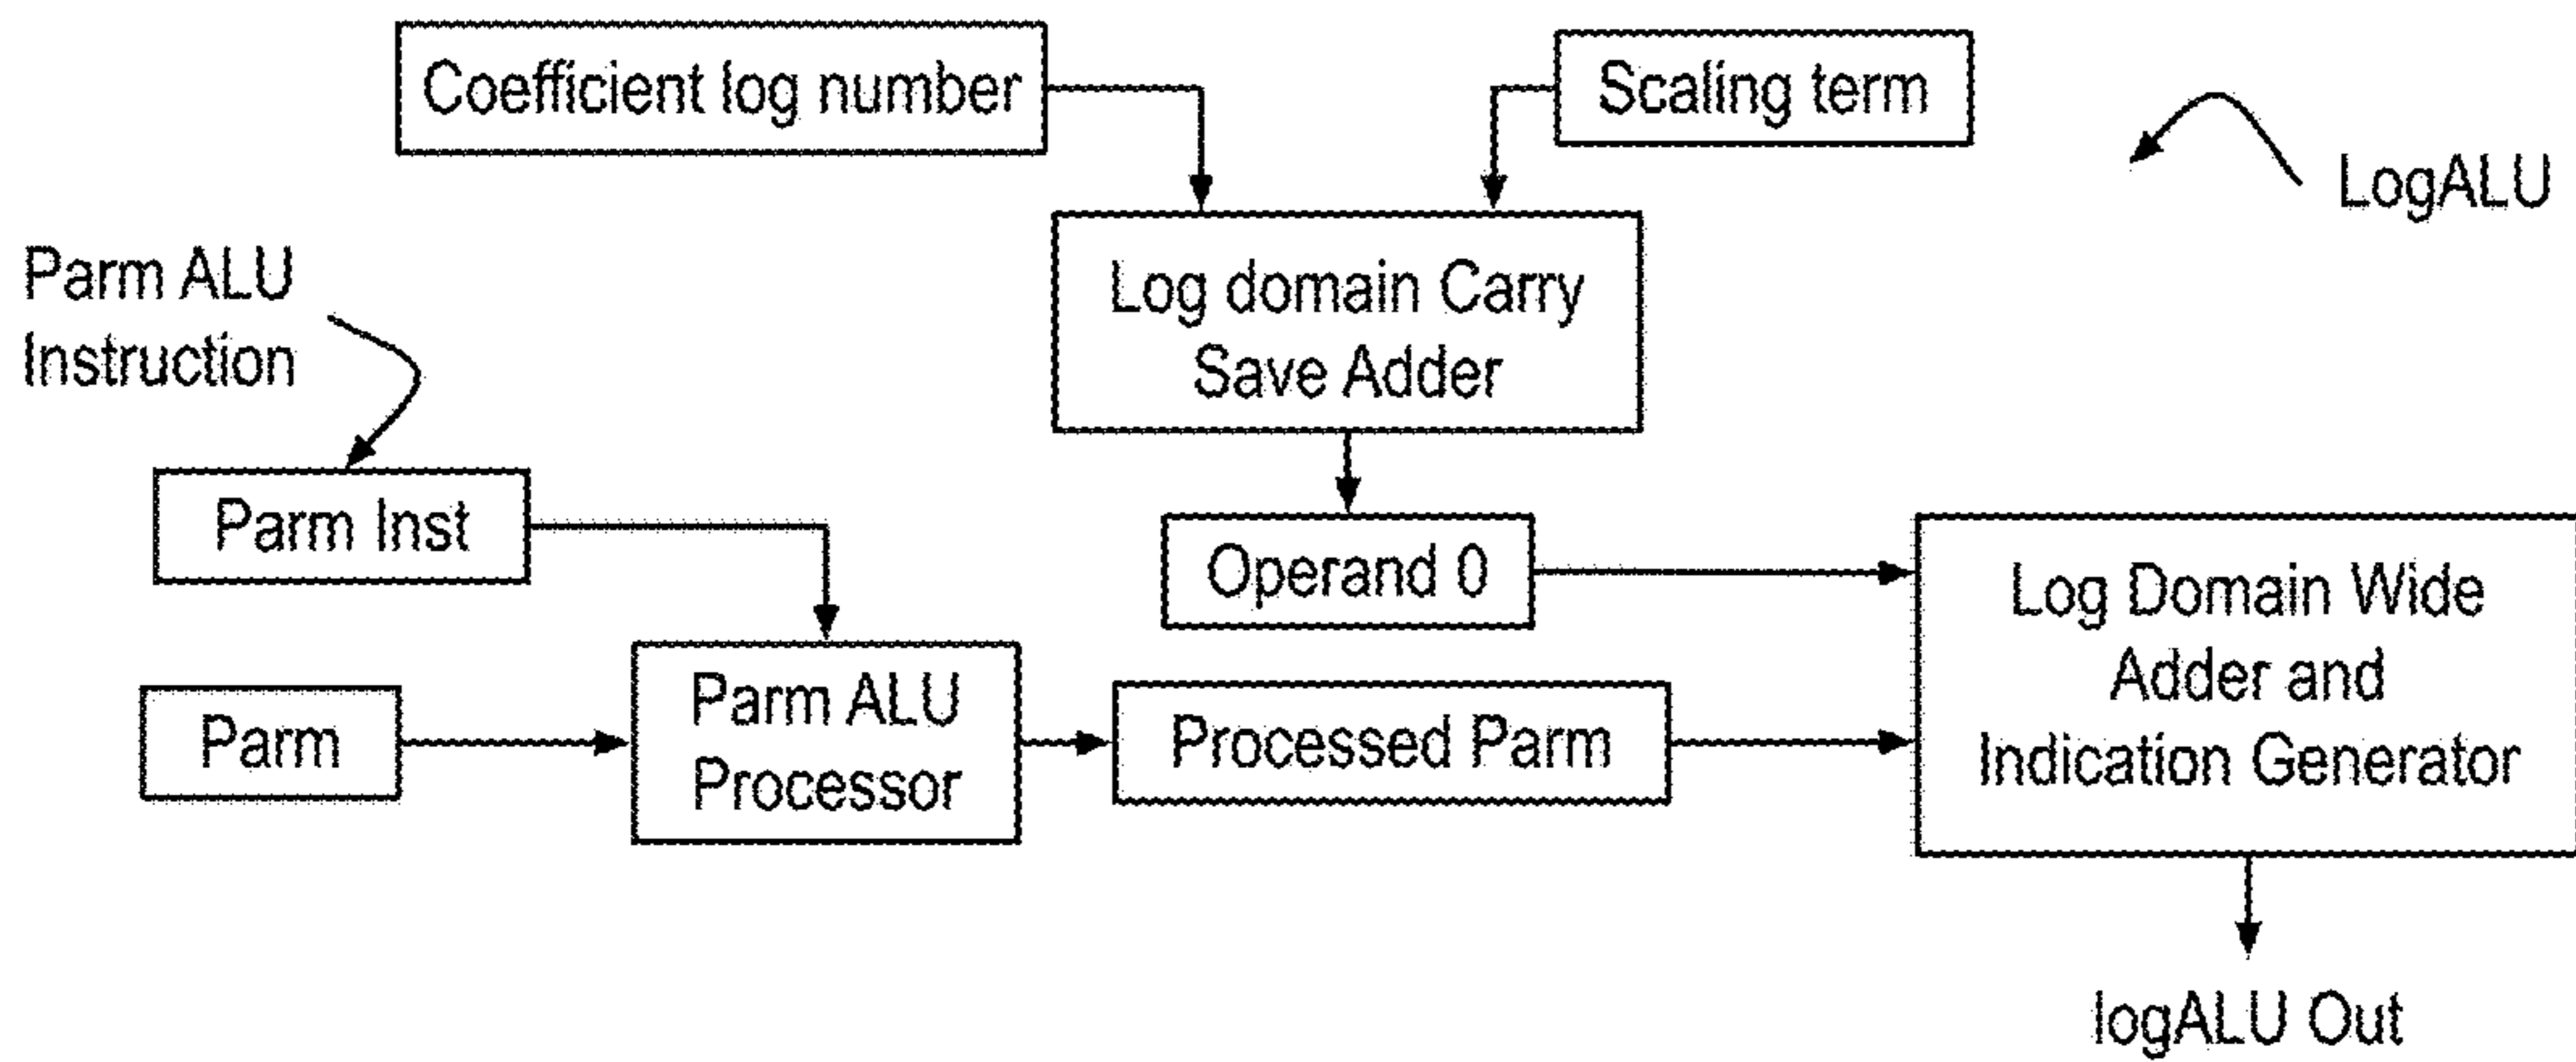 Coefficient log number
Scaling term
LogALU
Parm ALU
Instruction
Log domain Carry
Save Adder
Parm Inst
Operand 0
Log Domain Wide
Adder and
Indication Generator
Parm
Parm ALU
Processor
Processed Parm
logALU Out